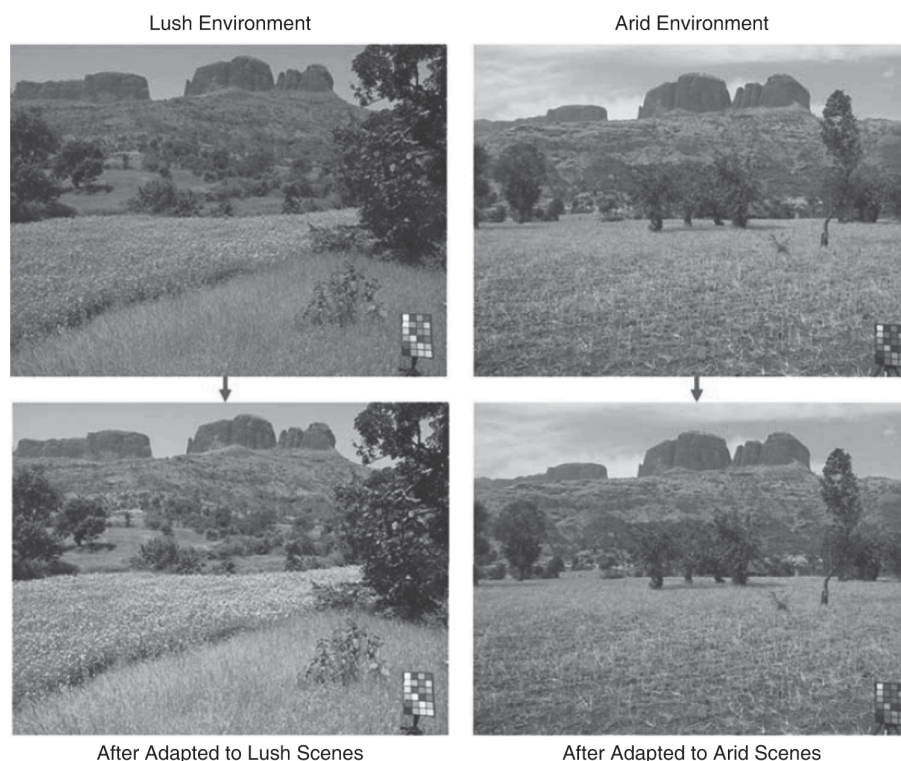 Lush Environment
Arid Environment
After Adapted to Lush Scenes
After Adapted to Arid Scenes